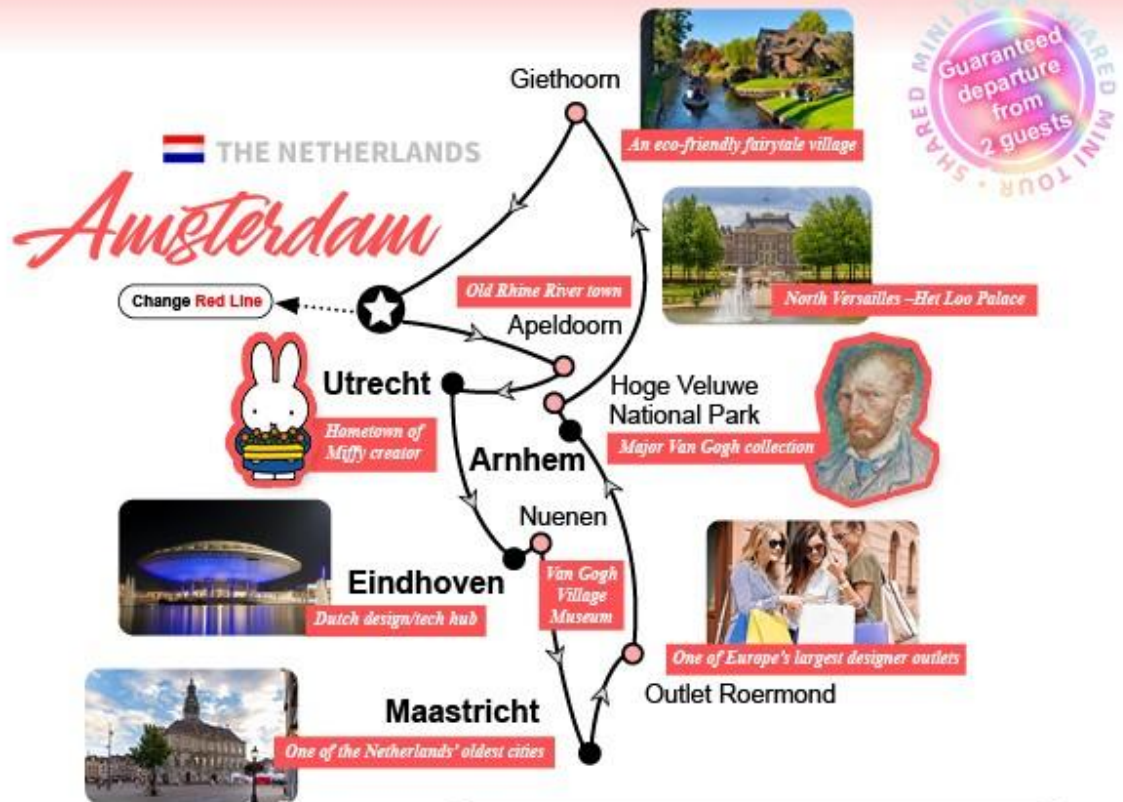 Giethoorn
An eco-friendly fairytale village
SHARED MINI TOUR • SHARED MINI TOUR •
Guaranteed
departure
from
2 guests
THE NETHERLANDS
Amsterdam
Change Red Line
Old Rhine River town
Apeldoorn
North Versailles –Het Loo Palace
Utrecht
Hometown of
Miffy creator
Hoge Veluwe
National Park
Major Van Gogh collection
Arnhem
Nuenen
Van Gogh
Village
Museum
Eindhoven
Dutch design/tech hub
One of Europe's largest designer outlets
Outlet Roermond
Maastricht
One of the Netherlands' oldest cities